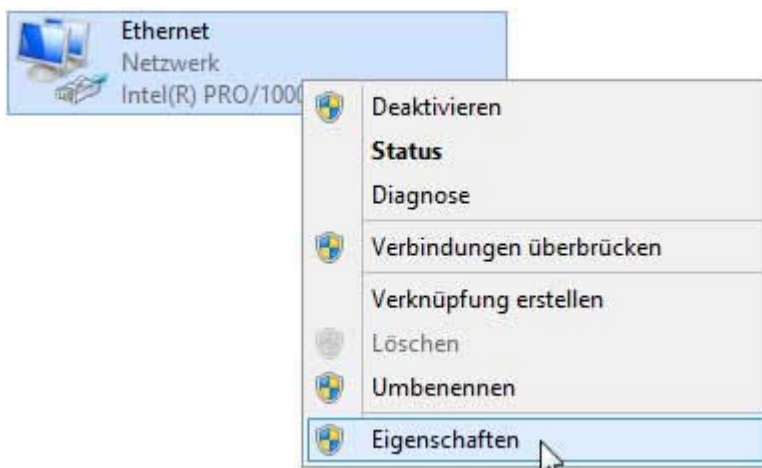 Ethernet
Netzwerk
Intel(R) PRO/1000
Deaktivieren
Status
Diagnose
Verbindungen überbrücken
Verknüpfung erstellen
Löschen
Umbenennen
Eigenschaften